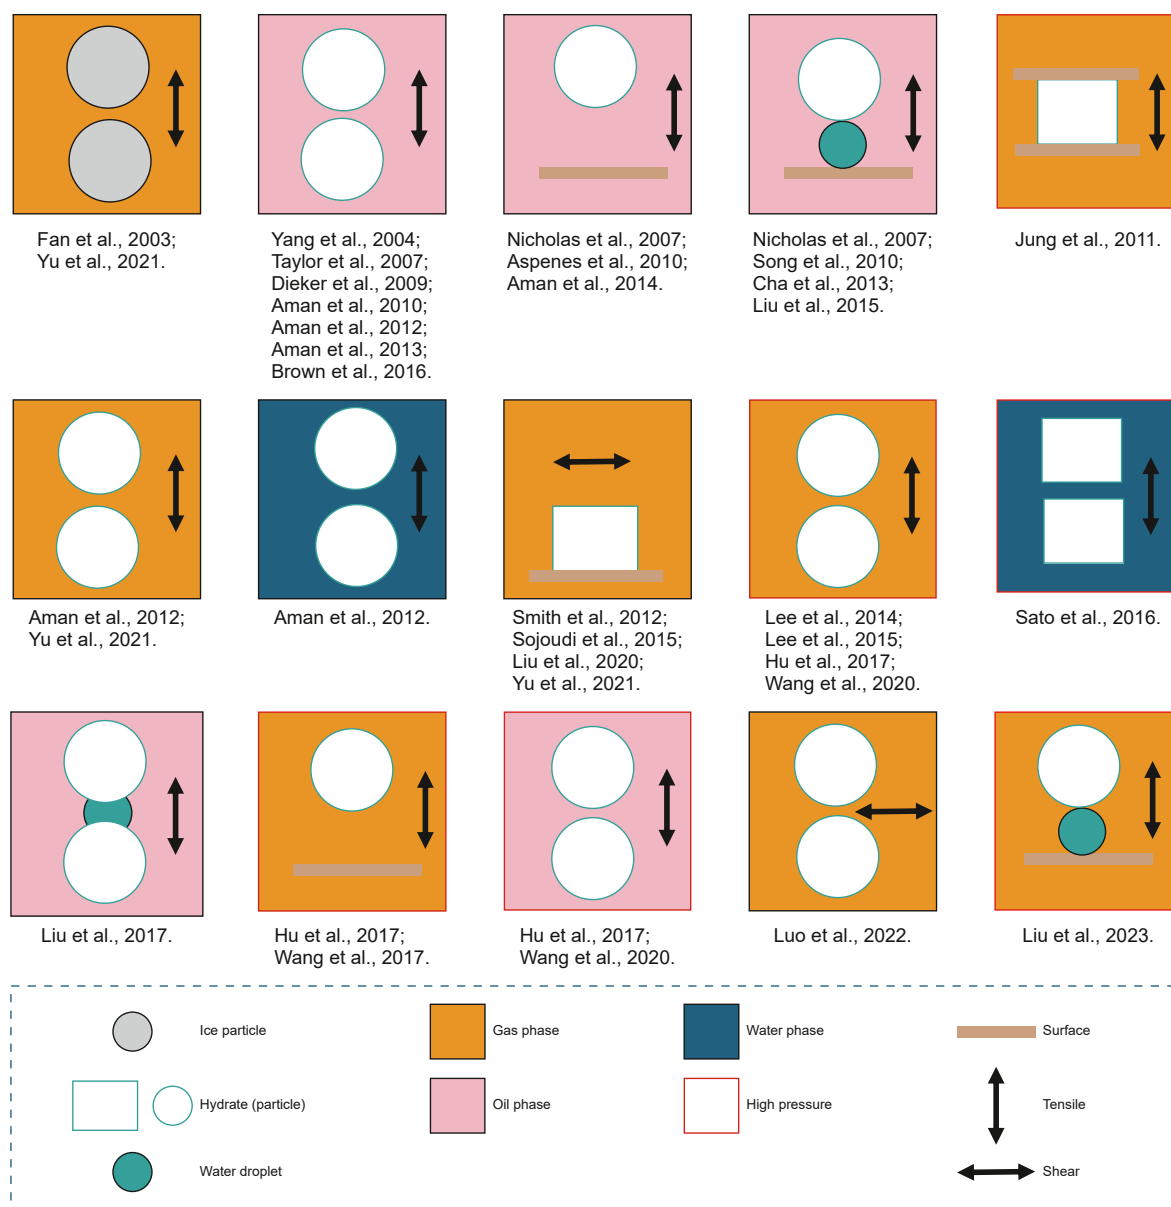 Fan et al., 2003;
Yu et al., 2021.
Yang et al., 2004;
Taylor et al., 2007;
Dieker et al., 2009;
Aman et al., 2010;
Aman et al., 2012;
Aman et al., 2013;
Brown et al., 2016.
Nicholas et al., 2007;
Aspenes et al., 2010;
Aman et al., 2014.
Nicholas et al., 2007;
Song et al., 2010;
Cha et al., 2013;
Liu et al., 2015.
Jung et al., 2011.
Aman et al., 2012;
Yu et al., 2021.
Aman et al., 2012.
Smith et al., 2012;
Sojoudi et al., 2015;
Liu et al., 2020;
Yu et al., 2021.
Lee et al., 2014;
Lee et al., 2015;
Hu et al., 2017;
Wang et al., 2020.
Sato et al., 2016.
Liu et al., 2017.
Hu et al., 2017;
Wang et al., 2017.
Hu et al., 2017;
Wang et al., 2020.
Luo et al., 2022.
Liu et al., 2023.
Ice particle
Gas phase
Water phase
Surface
Hydrate (particle)
Oil phase
High pressure
Tensile
Water droplet
Shear